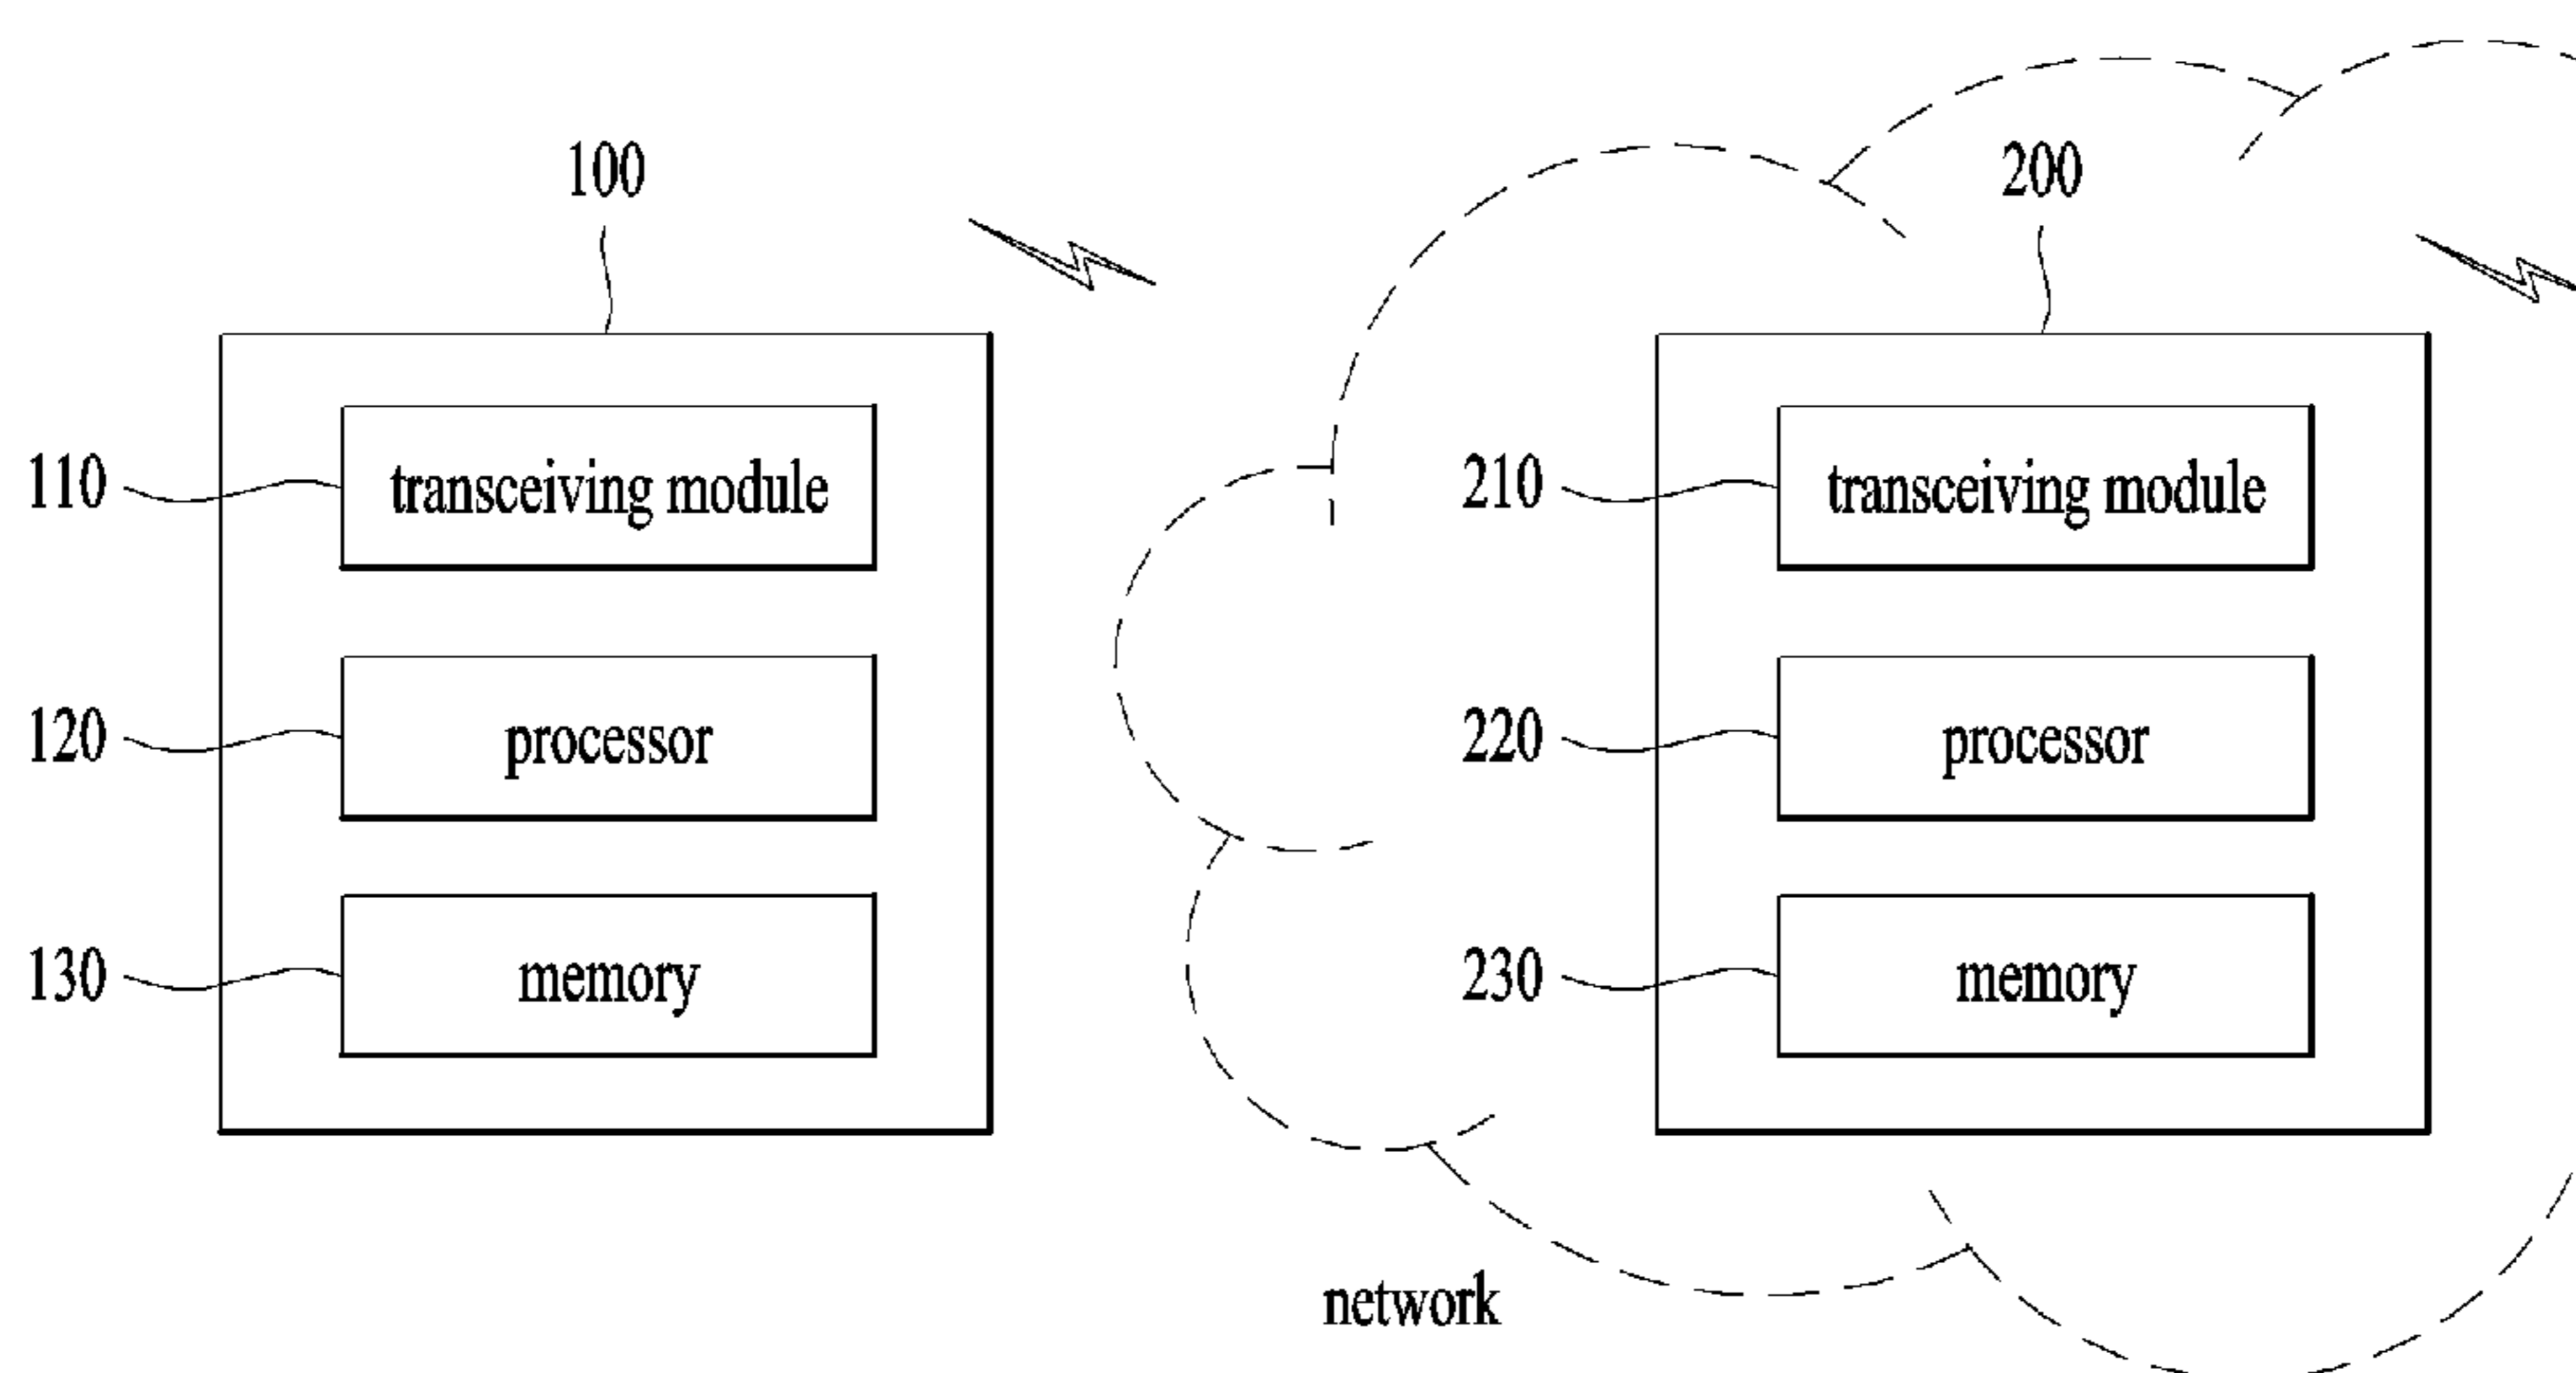 100
200
110
transceiving module
210
transceiving module
120
processor
220
processor
130
memory
230
memory
network